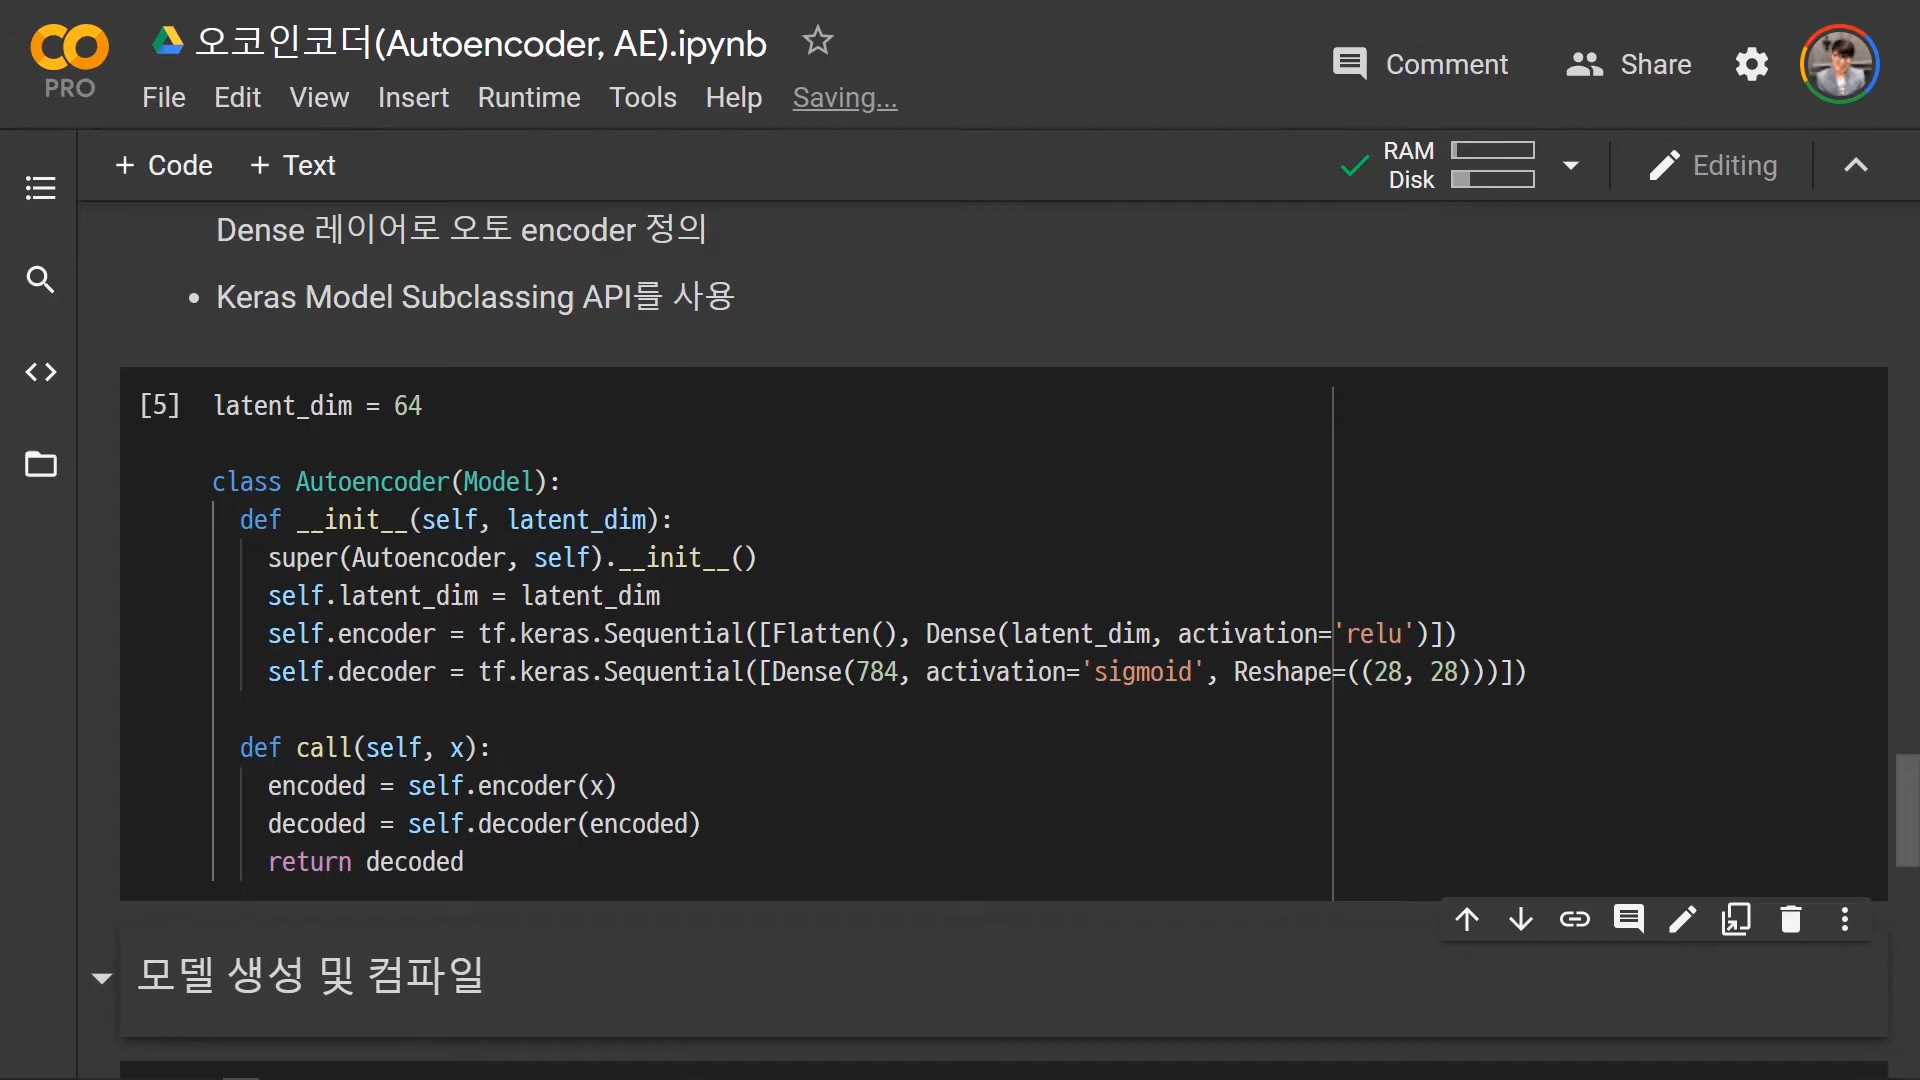 오코인코더(Autoencoder, AE).ipynb
PRO
File Edit View Insert Runtime Tools Help Saving...
Comment Share
+ Code + Text
RAM
Disk
Editing
Dense 레이어로 오토 encoder 정의
• Keras Model Subclassing API를 사용
[5] latent_dim = 64
class Autoencoder(Model):
def __init__(self, latent_dim):
super(Autoencoder, self).__init__()
self.latent_dim = latent_dim
self.encoder = tf.keras.Sequential([Flatten(), Dense(latent_dim, activation='relu')])
self.decoder = tf.keras.Sequential([Dense(784, activation='sigmoid', Reshape=((28, 28)))])
def call(self, x):
encoded = self.encoder(x)
decoded = self.decoder(encoded)
return decoded
모델 생성 및 컴파일